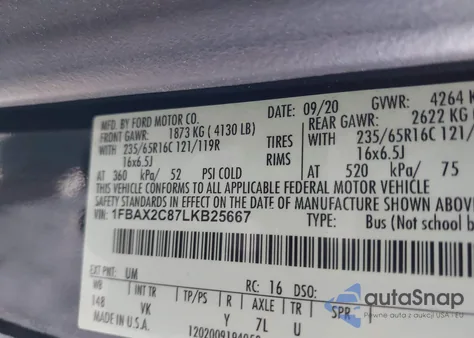 MFD. BY FORD MOTOR CO. DATE: 09/20 GVWR: 4264 K
FRONT GAWR: 1873 KG ( 4130 LB) REAR GAWR: 2622 KG (
WITH TIRES WITH
235/65R16C 121/119R TIRES 235/65R16C 121/
16x6.5J RIMS 16x6.5J
AT 360 kPa/ 52 PSI COLD AT 520 kPa/ 75
THIS VEHICLE CONFORMS TO ALL APPLICABLE FEDERAL MOTOR VEHICLE
SAFETY STANDARDS IN EFFECT ON THE DATE OF MANUFACTURE SHOWN ABOVE.
VIN: 1FBAX2C87LKB25667 TYPE: Bus (Not school b
EXT PNT: UM RC: 16 DSO:
WB INT TR TP/PS R AXLE TR SPR
148 VK Y 7L U
MADE IN U.S.A.
autaSnap